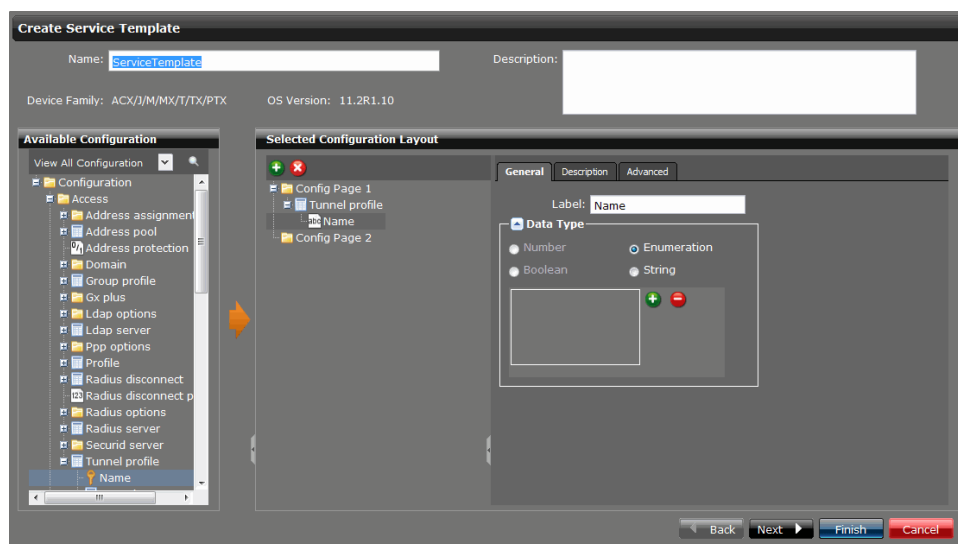 Create Service Template
Name: ServiceTemplate
Description:
Device Family: ACX/J/M/MX/T/TX/PTX
OS Version: 11.2R1.10
Available Configuration
View All Configuration
Configuration
Access
Address assignment
Address pool
0/1 Address protection
Domain
Group profile
Gx plus
Ldap options
Ldap server
Ppp options
Profile
Radius disconnect
123 Radius disconnect p
Radius options
Radius server
Securid server
Tunnel profile
Name
Selected Configuration Layout
Config Page 1
Tunnel profile
abc Name
Config Page 2
General Description Advanced
Label: Name
Data Type
Number Enumeration
Boolean String
Back Next Finish Cancel